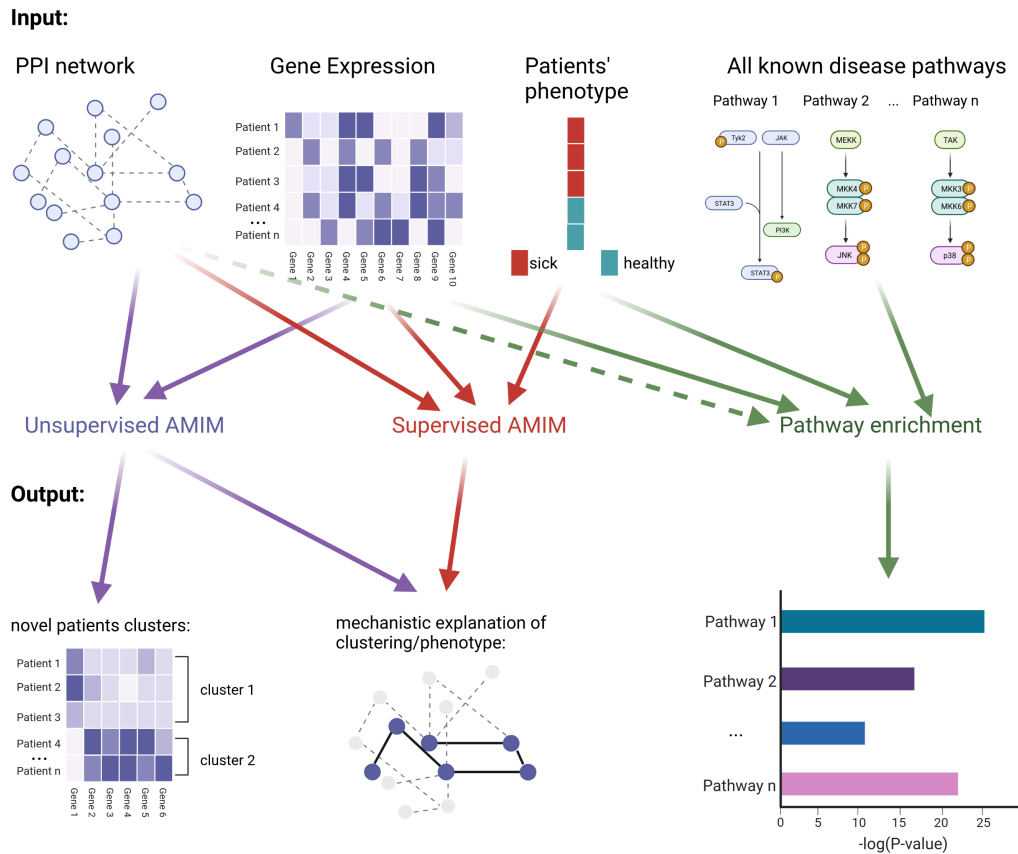 Input:
PPI network
Gene Expression
Patients'
phenotype
All known disease pathways
Pathway 1
Pathway 2
...
Pathway n
Patient 1
Patient 2
Patient 3
Patient 4
...
Patient n
Gene 1
Gene 2
Gene 3
Gene 4
Gene 5
Gene 6
Gene 7
Gene 8
Gene 9
Gene 10
sick
healthy
Tyk2
P
JAK
STAT3
PI3K
STAT3
P
MEKK
MKK4
P
MKK7
P
JNK
P
P
TAK
MKK3
P
MKK6
P
p38
P
P
Unsupervised AMIM
Supervised AMIM
Pathway enrichment
Output:
novel patients clusters:
Patient 1
Patient 2
Patient 3
Patient 4
...
Patient n
cluster 1
cluster 2
Gene 1
Gene 2
Gene 3
Gene 4
Gene 5
Gene 6
mechanistic explanation of
clustering/phenotype:
Pathway 1
Pathway 2
...
Pathway n
0 5 10 15 20 25
-log(P-value)